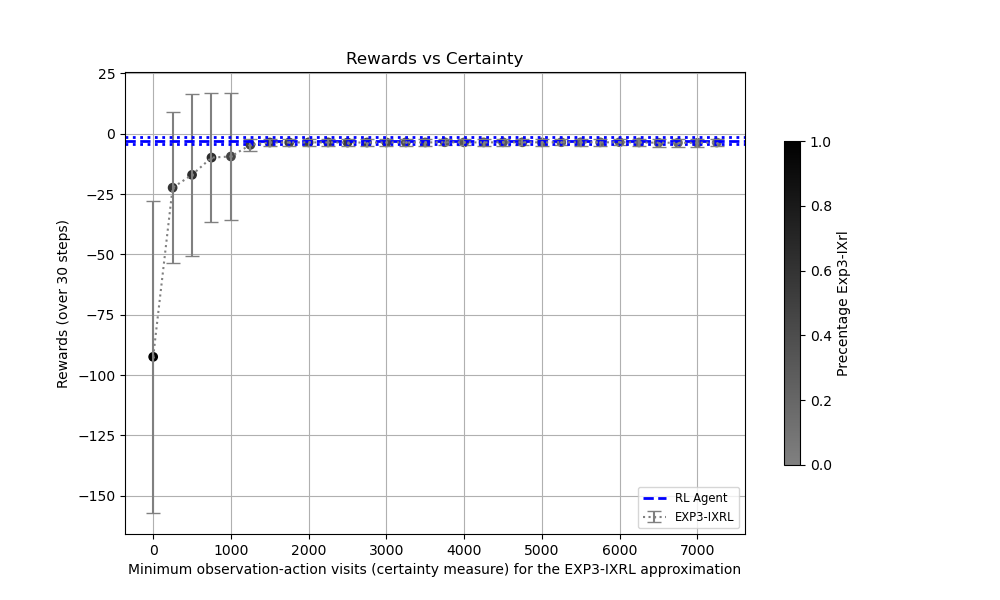 Rewards vs Certainty
25
0
−25
−50
−75
−100
−125
−150
Rewards (over 30 steps)
0 1000 2000 3000 4000 5000 6000 7000
Minimum observation-action visits (certainty measure) for the EXP3-IXRL approximation
RL Agent
EXP3-IXRL
1.0
0.8
0.6
0.4
0.2
0.0
Precentage Exp3-IXrl